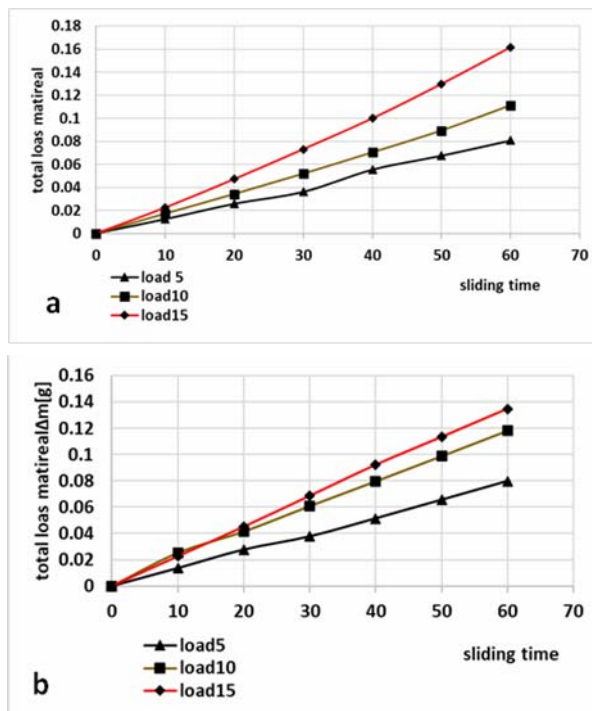 0.18
0.16
0.14
0.12
0.1
0.08
0.06
0.04
0.02
0
total loas matireal
0 10 20 30 40 50 60 70
sliding time
load 5
load10
load15
a
0.16
0.14
0.12
0.1
0.08
0.06
0.04
0.02
0
total loas matirealΔm[g]
0 10 20 30 40 50 60 70
sliding time
load5
load10
load15
b